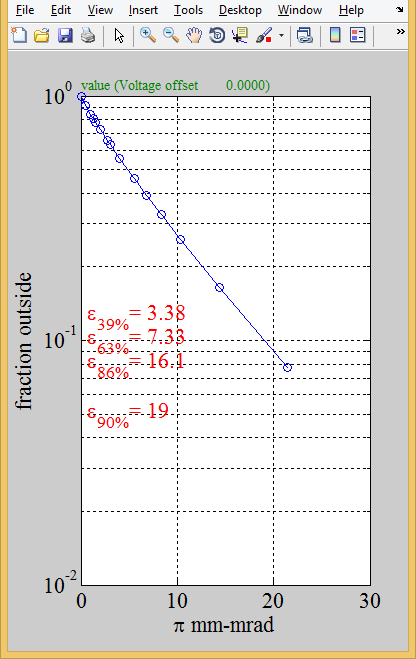 File Edit View Insert Tools Desktop Window Help
value (Voltage offset 0.0000)
10^0
ε39% = 3.38
10^-1
ε63% = 7.33
ε86% = 16.1
ε90% = 19
fraction outside
10^-2
0 10 20 30
π mm-mrad